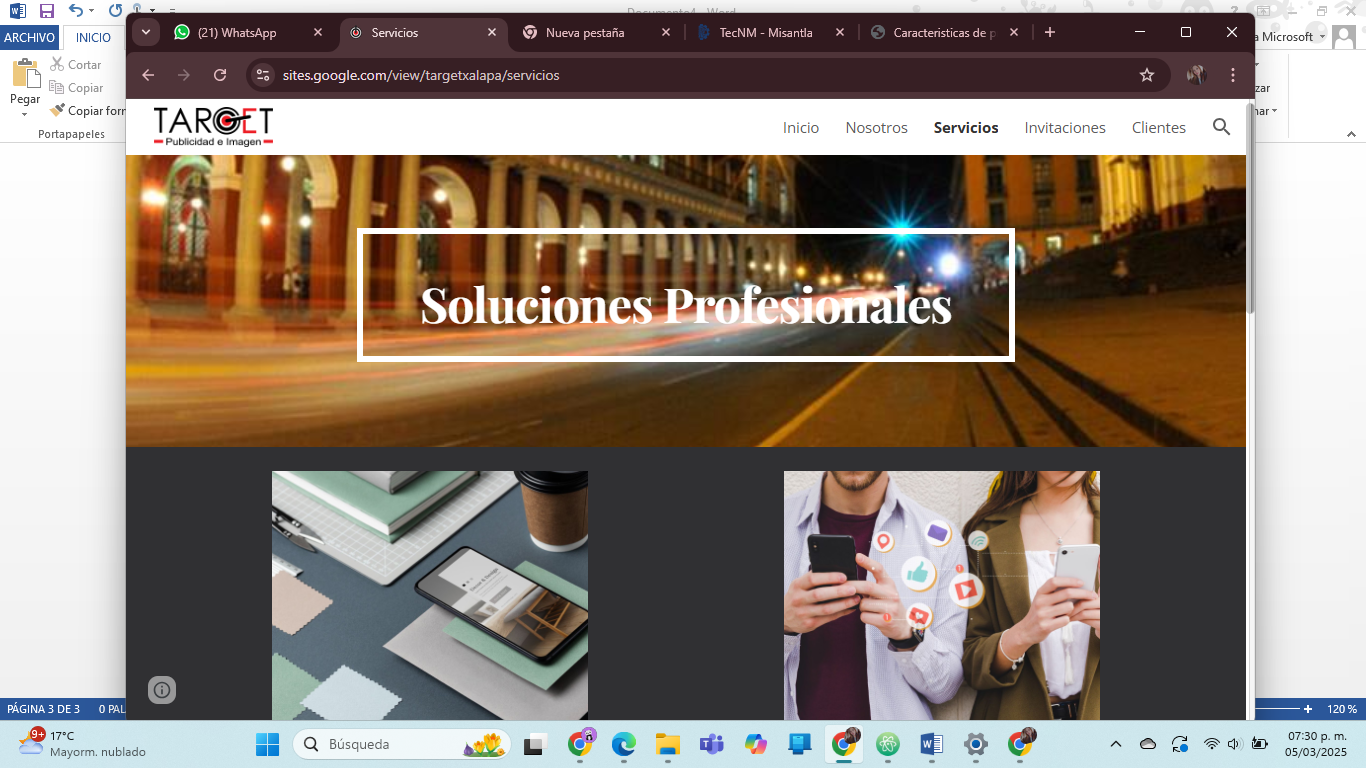 Documento4 - Word
ARCHIVO
INICIO
Microsoft
Cortar
Copiar
Pegar
Copiar for
Portapapeles
(21) WhatsApp
Servicios
Nueva pestaña
TecNM - Misantla
Caracteristicas de p
sites.google.com/view/targetxalapa/servicios
TARGET
Publicidad e Imagen
Inicio
Nosotros
Servicios
Invitaciones
Clientes
Soluciones Profesionales
PÁGINA 3 DE 3
0 PAL
120 %
9+
17°C
Mayorm. nublado
Búsqueda
07:30 p. m.
05/03/2025